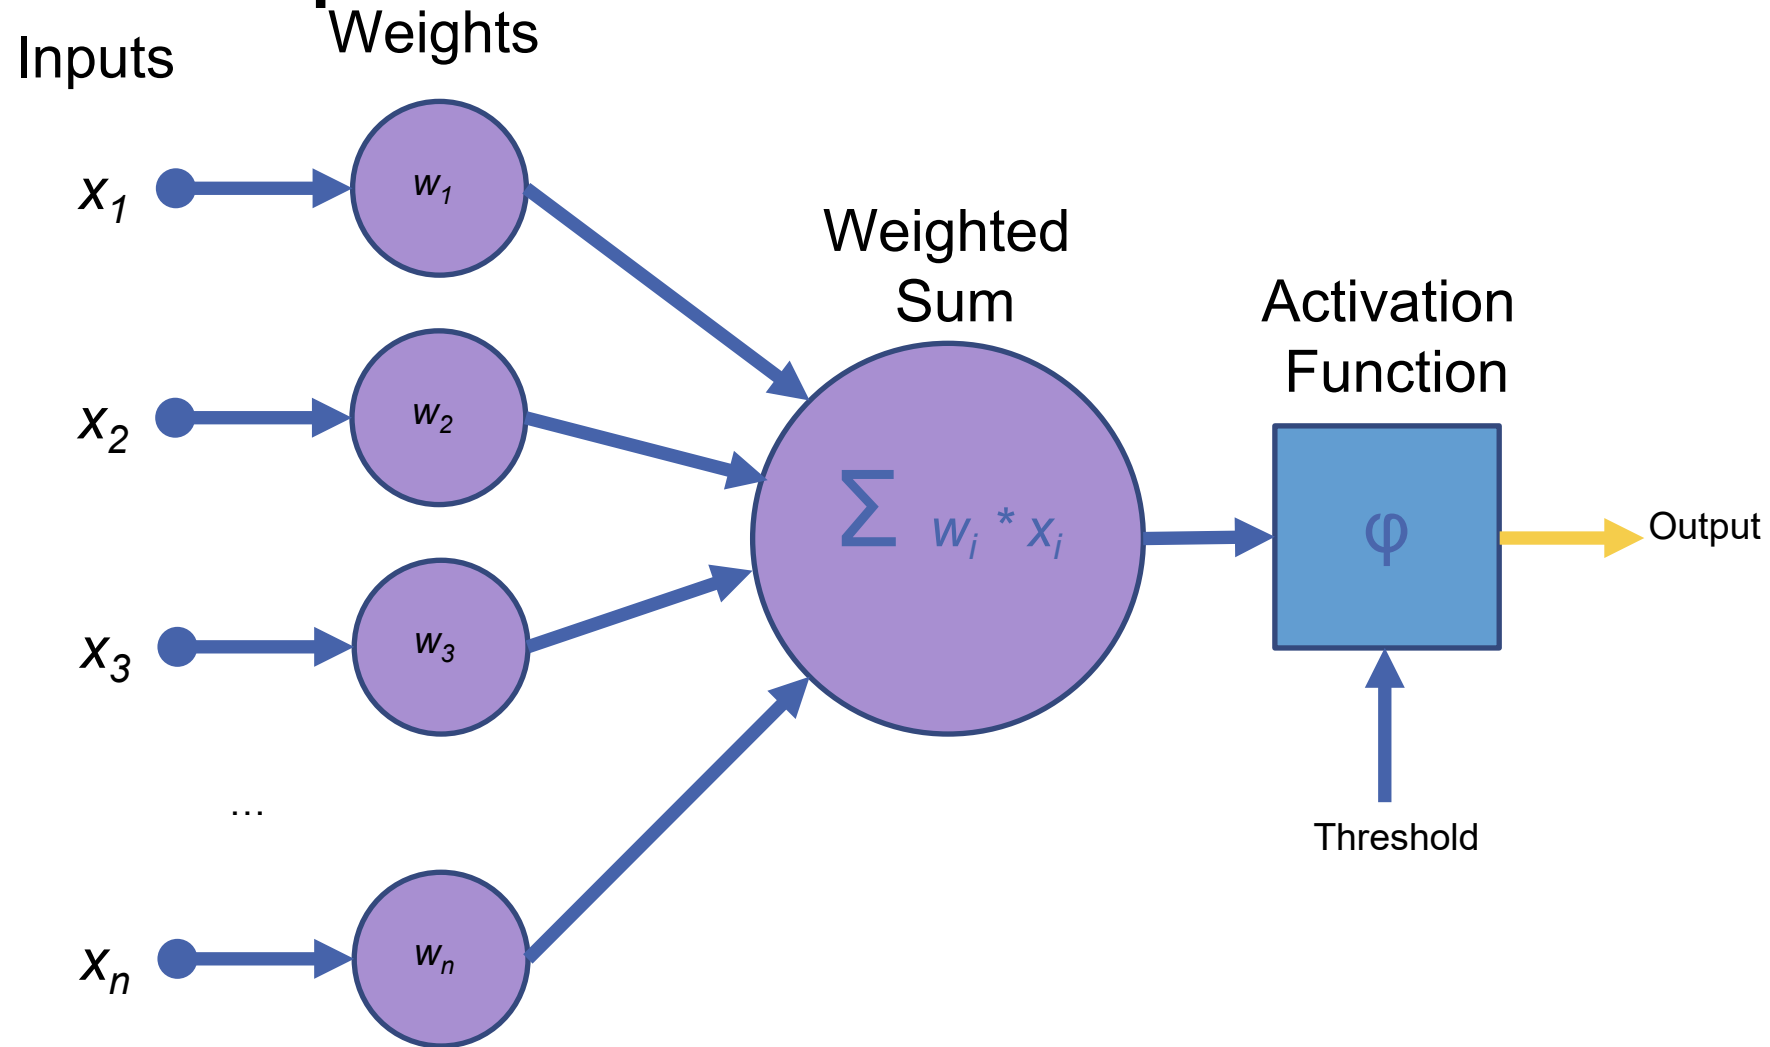 Weights
Inputs
x1
w1
Weighted
Sum
Activation
Function
x2
w2
Σ wi * xi
φ
Output
x3
w3
...
Threshold
xn
wn